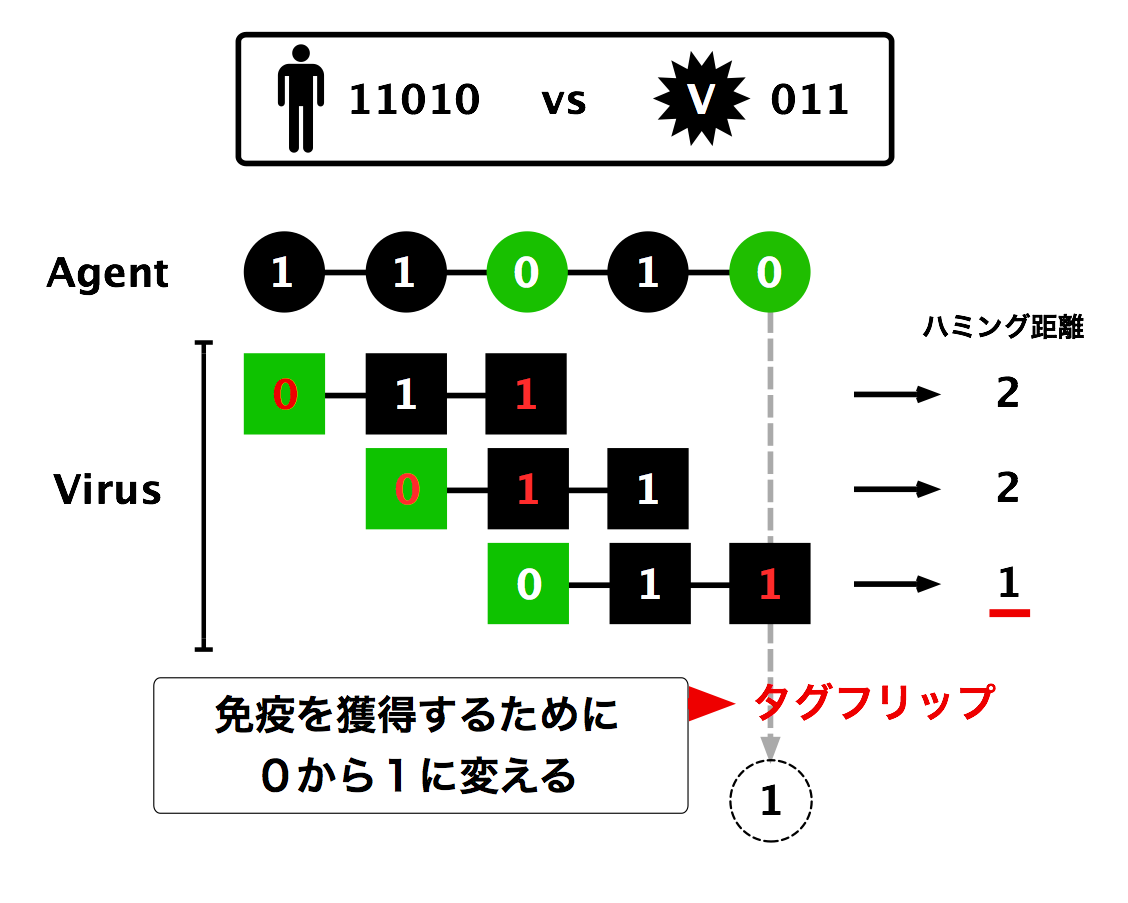 11010 vs V 011
Agent 1 1 0 1 0
ハミング距離
0 1 1 2
Virus
0 1 1 2
0 1 1 1
免疫を獲得するために
０から１に変える
タグフリップ
1